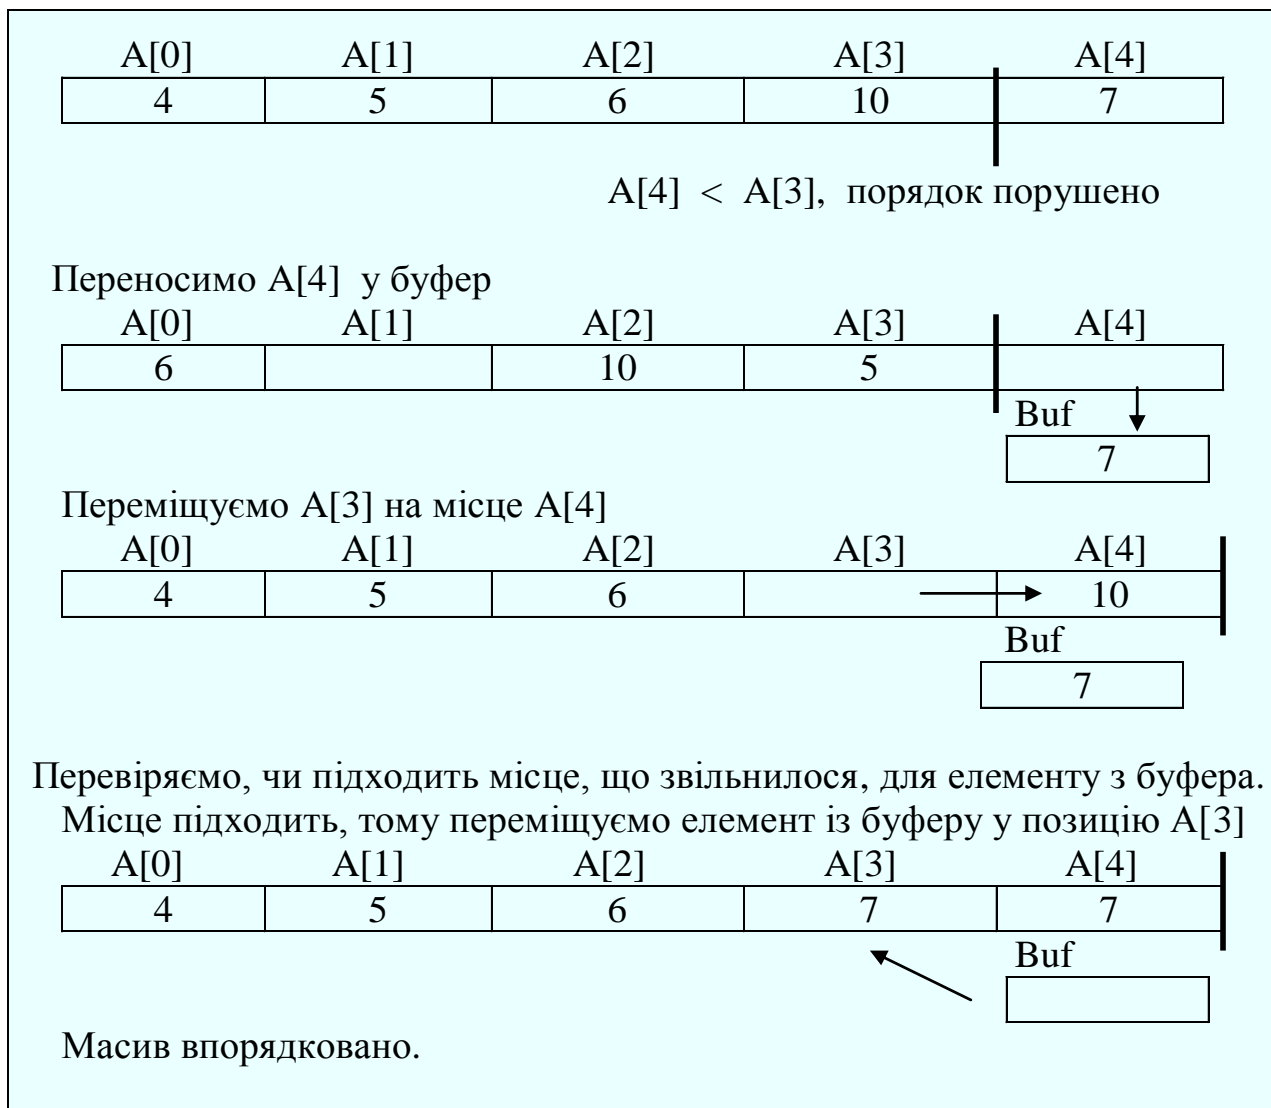 A[0] A[1] A[2] A[3] A[4]
4 5 6 10 7
A[4] < A[3], порядок порушено
Переносимо A[4] у буфер
A[0] A[1] A[2] A[3] A[4]
6 10 5
Buf
7
Переміщуємо A[3] на місце A[4]
A[0] A[1] A[2] A[3] A[4]
4 5 6 10
Buf
7
Перевіряємо, чи підходить місце, що звільнилося, для елементу з буфера.
Місце підходить, тому переміщуємо елемент із буферу у позицію A[3]
A[0] A[1] A[2] A[3] A[4]
4 5 6 7 7
Buf
Масив впорядковано.